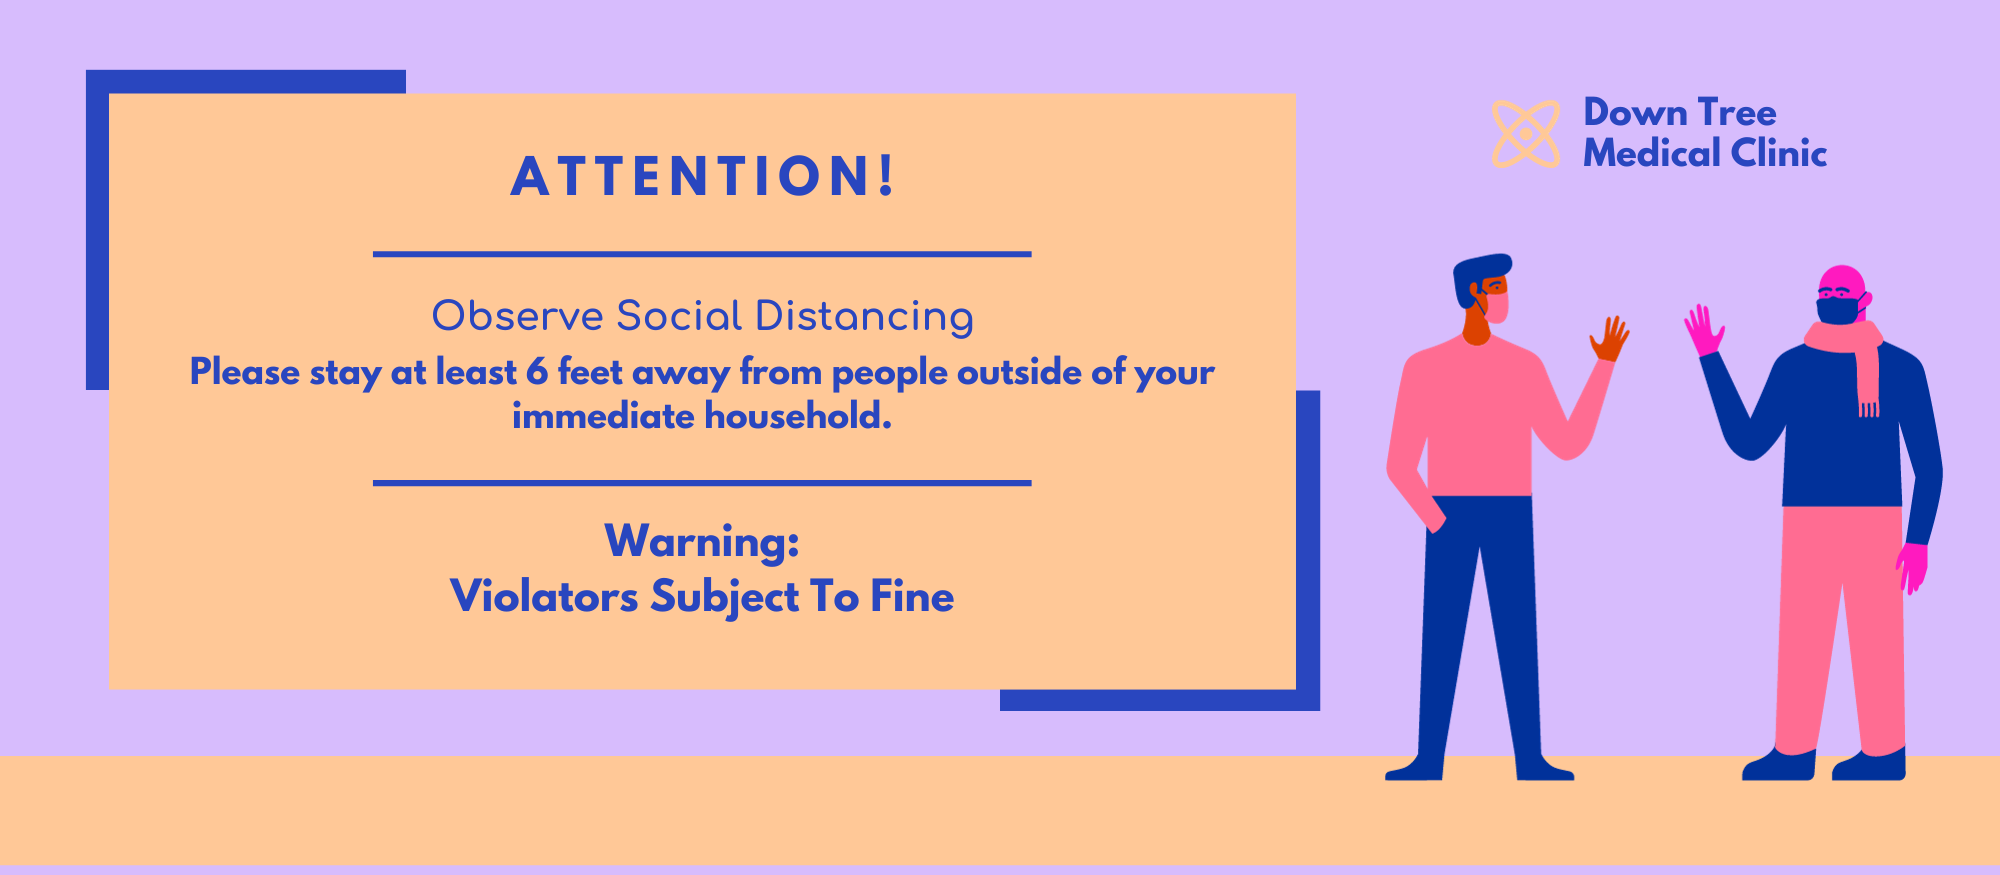 ATTENTION!
Observe Social Distancing
Please stay at least 6 feet away from people outside of your
immediate household.
Warning:
Violators Subject To Fine
Down Tree
Medical Clinic